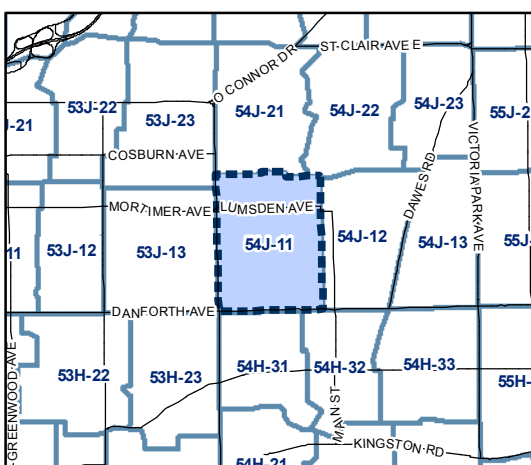 ST CLAIR AVE E
O CONNOR DR
53J-22
53J-23
54J-21
54J-22
54J-23
55J-2
J-21
COSBURN AVE
DAWES RD
VICTORIA PARK AVE
MORTIMER AVE
LUMSDEN AVE
11
53J-12
53J-13
54J-11
54J-12
54J-13
55J-
DANFORTH AVE
GREENWOOD AVE
53H-22
53H-23
54H-31
54H-32
54H-33
55H-
MAIN ST
KINGSTON RD
54H-21